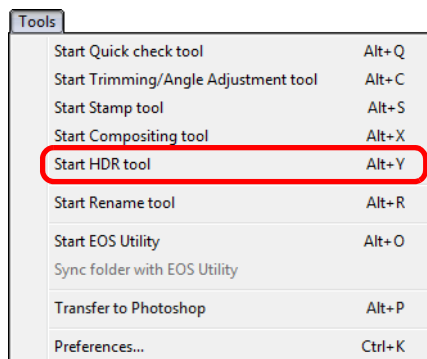 Tools
Start Quick check tool Alt+Q
Start Trimming/Angle Adjustment tool Alt+C
Start Stamp tool Alt+S
Start Compositing tool Alt+X
Start HDR tool Alt+Y
Start Rename tool Alt+R
Start EOS Utility Alt+O
Sync folder with EOS Utility
Transfer to Photoshop Alt+P
Preferences... Ctrl+K